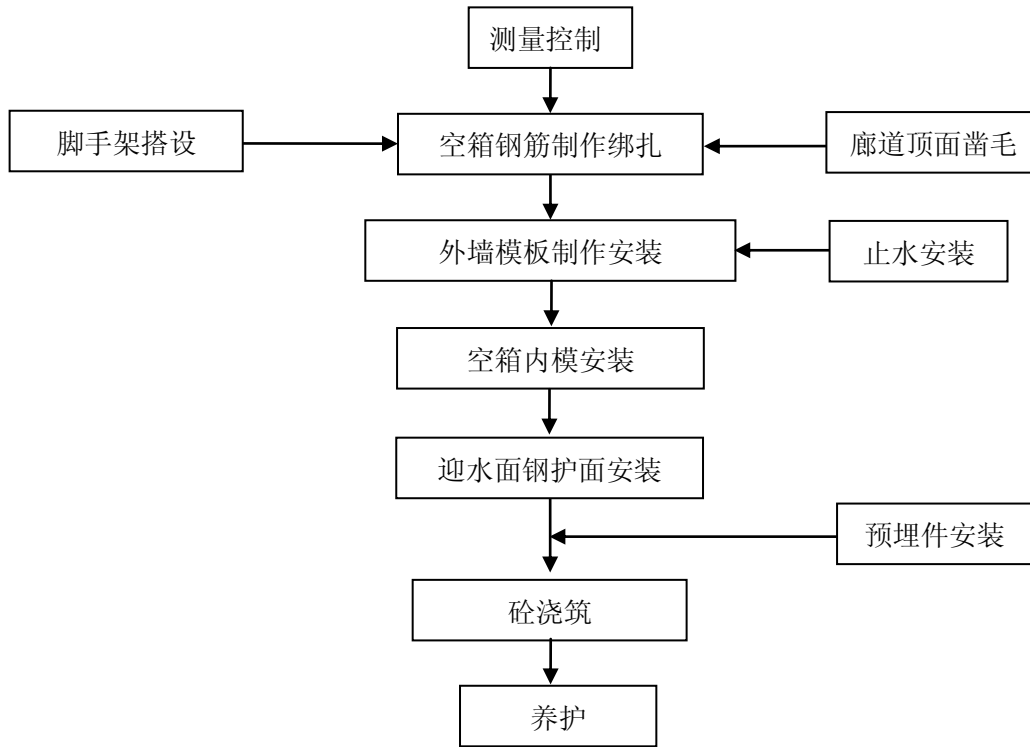 测量控制
脚手架搭设
空箱钢筋制作绑扎
廊道顶面凿毛
外墙模板制作安装
止水安装
空箱内模安装
迎水面钢护面安装
预埋件安装
砼浇筑
养护